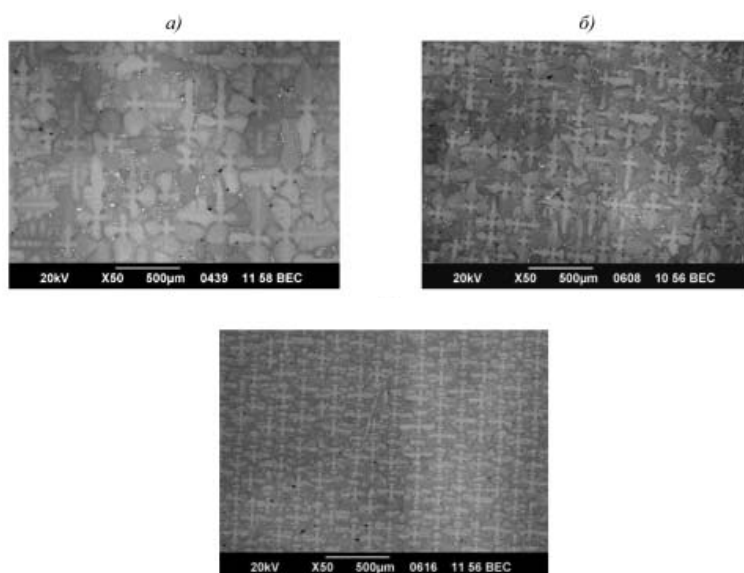 а)
б)
20kV X50 500µm 0439 11 58 BEC
20kV X50 500µm 0608 10 56 BEC
20kV X50 500µm 0616 11 56 BEC